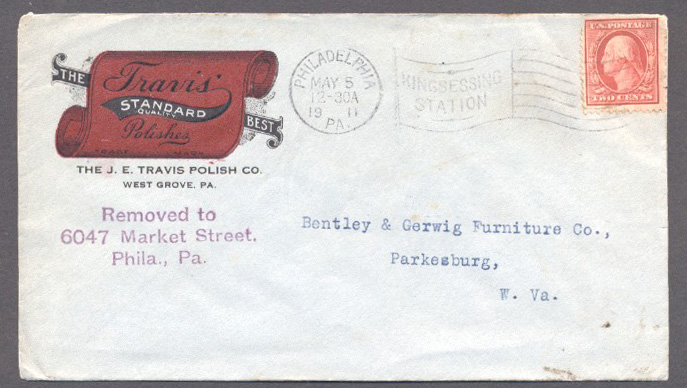 THE
Travis'
STANDARD
QUALITY
Polishes
TRADE MARK
BEST
THE J. E. TRAVIS POLISH CO.
WEST GROVE, PA.
Removed to
6047 Market Street.
Phila., Pa.
PHILADELPHIA
MAY 5
12-30A
19 11
PA.
KINGSESSING
STATION
U.S. POSTAGE
TWO CENTS
Bentley & Gerwig Furniture Co.,
Parkesburg,
W. Va.